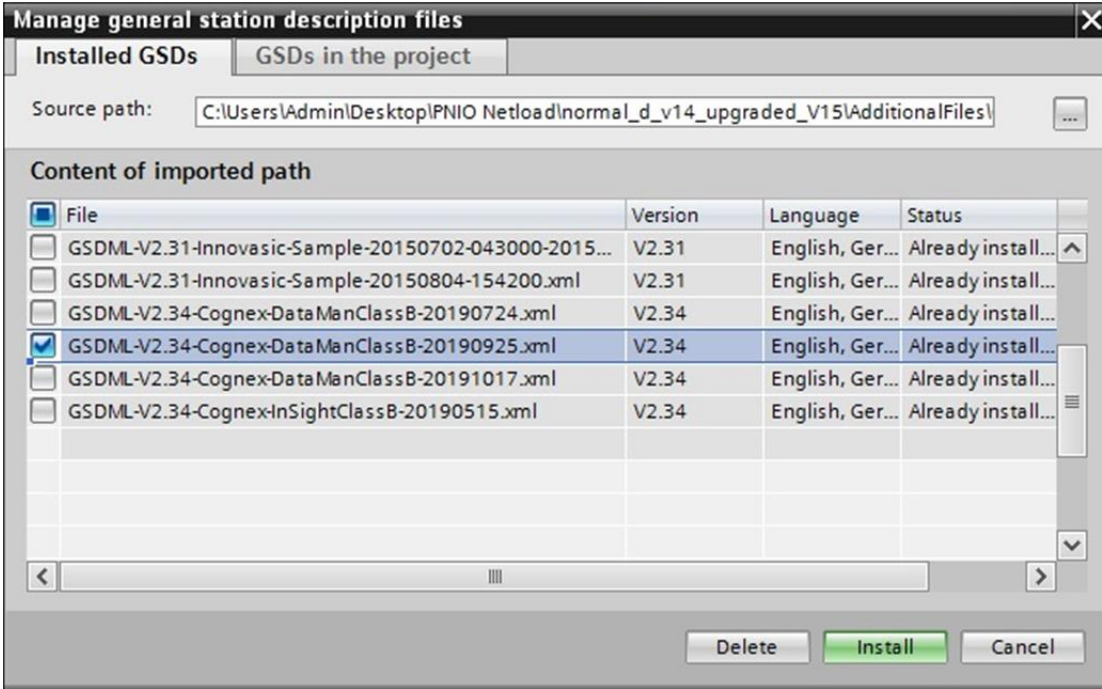 Manage general station description files
Installed GSDs GSDs in the project
Source path: C:\Users\Admin\Desktop\PNIO Netload\normal_d_v14_upgraded_V15\AdditionalFiles\
...
Content of imported path
File Version Language Status
GSDML-V2.31-Innovasic-Sample-20150702-043000-2015... V2.31 English, Ger... Already install...
GSDML-V2.31-Innovasic-Sample-20150804-154200.xml V2.31 English, Ger... Already install...
GSDML-V2.34-Cognex-DataManClassB-20190724.xml V2.34 English, Ger... Already install...
GSDML-V2.34-Cognex-DataManClassB-20190925.xml V2.34 English, Ger... Already install...
GSDML-V2.34-Cognex-DataManClassB-20191017.xml V2.34 English, Ger... Already install...
GSDML-V2.34-Cognex-InSightClassB-20190515.xml V2.34 English, Ger... Already install...
Delete Install Cancel